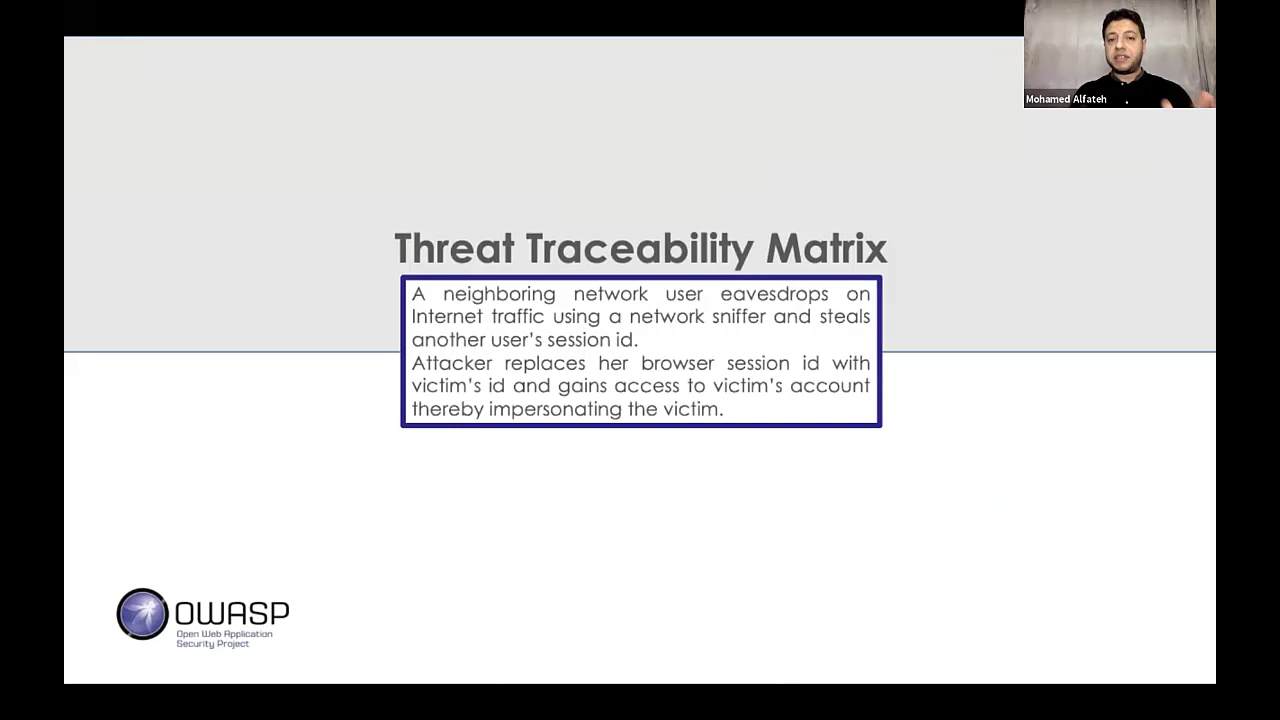 Mohamed Alfateh
Threat Traceability Matrix
A neighboring network user eavesdrops on
Internet traffic using a network sniffer and steals
another user's session id.
Attacker replaces her browser session id with
victim's id and gains access to victim's account
thereby impersonating the victim.
OWASP
Open Web Application
Security Project